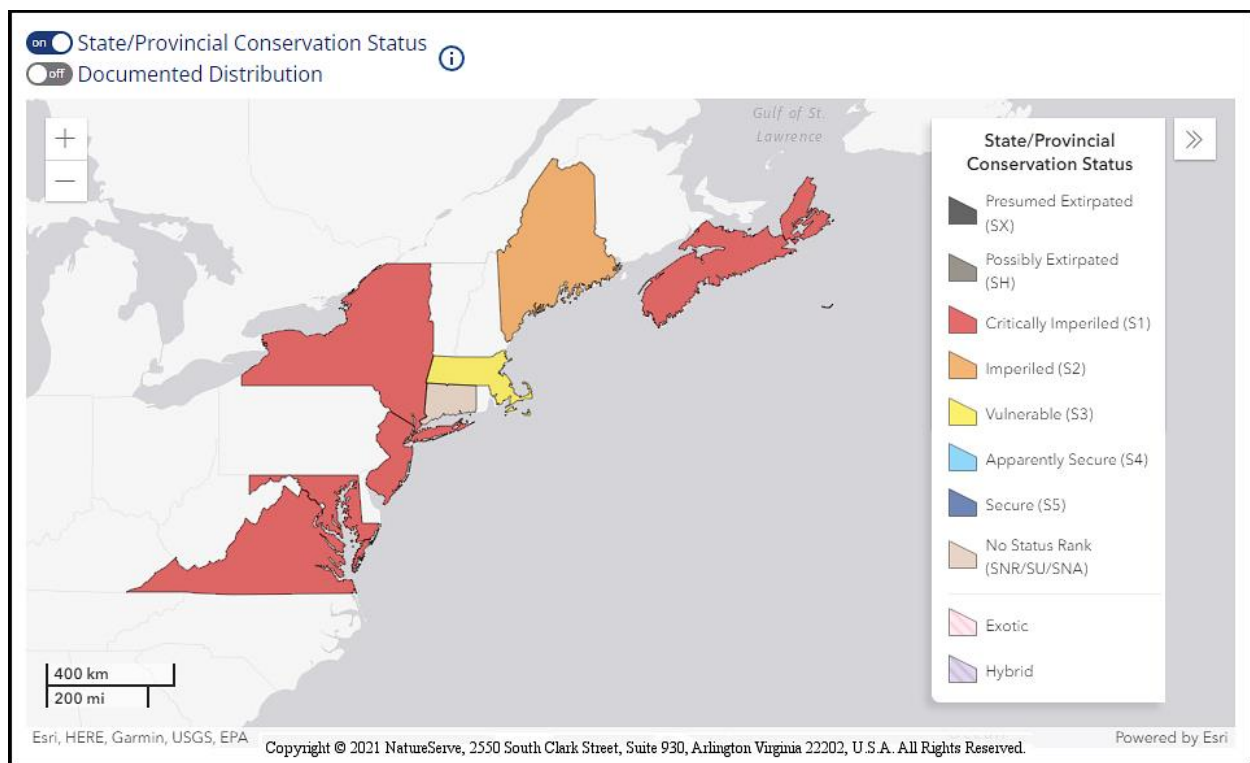 on State/Provincial Conservation Status
off Documented Distribution
i
+
−
Gulf of St.
Lawrence
State/Provincial
Conservation Status
Presumed Extirpated
(SX)
Possibly Extirpated
(SH)
Critically Imperiled (S1)
Imperiled (S2)
Vulnerable (S3)
Apparently Secure (S4)
Secure (S5)
No Status Rank
(SNR/SU/SNA)
Exotic
Hybrid
400 km
200 mi
Esri, HERE, Garmin, USGS, EPA
Copyright © 2021 NatureServe, 2550 South Clark Street, Suite 930, Arlington Virginia 22202, U.S.A. All Rights Reserved.
Powered by Esri